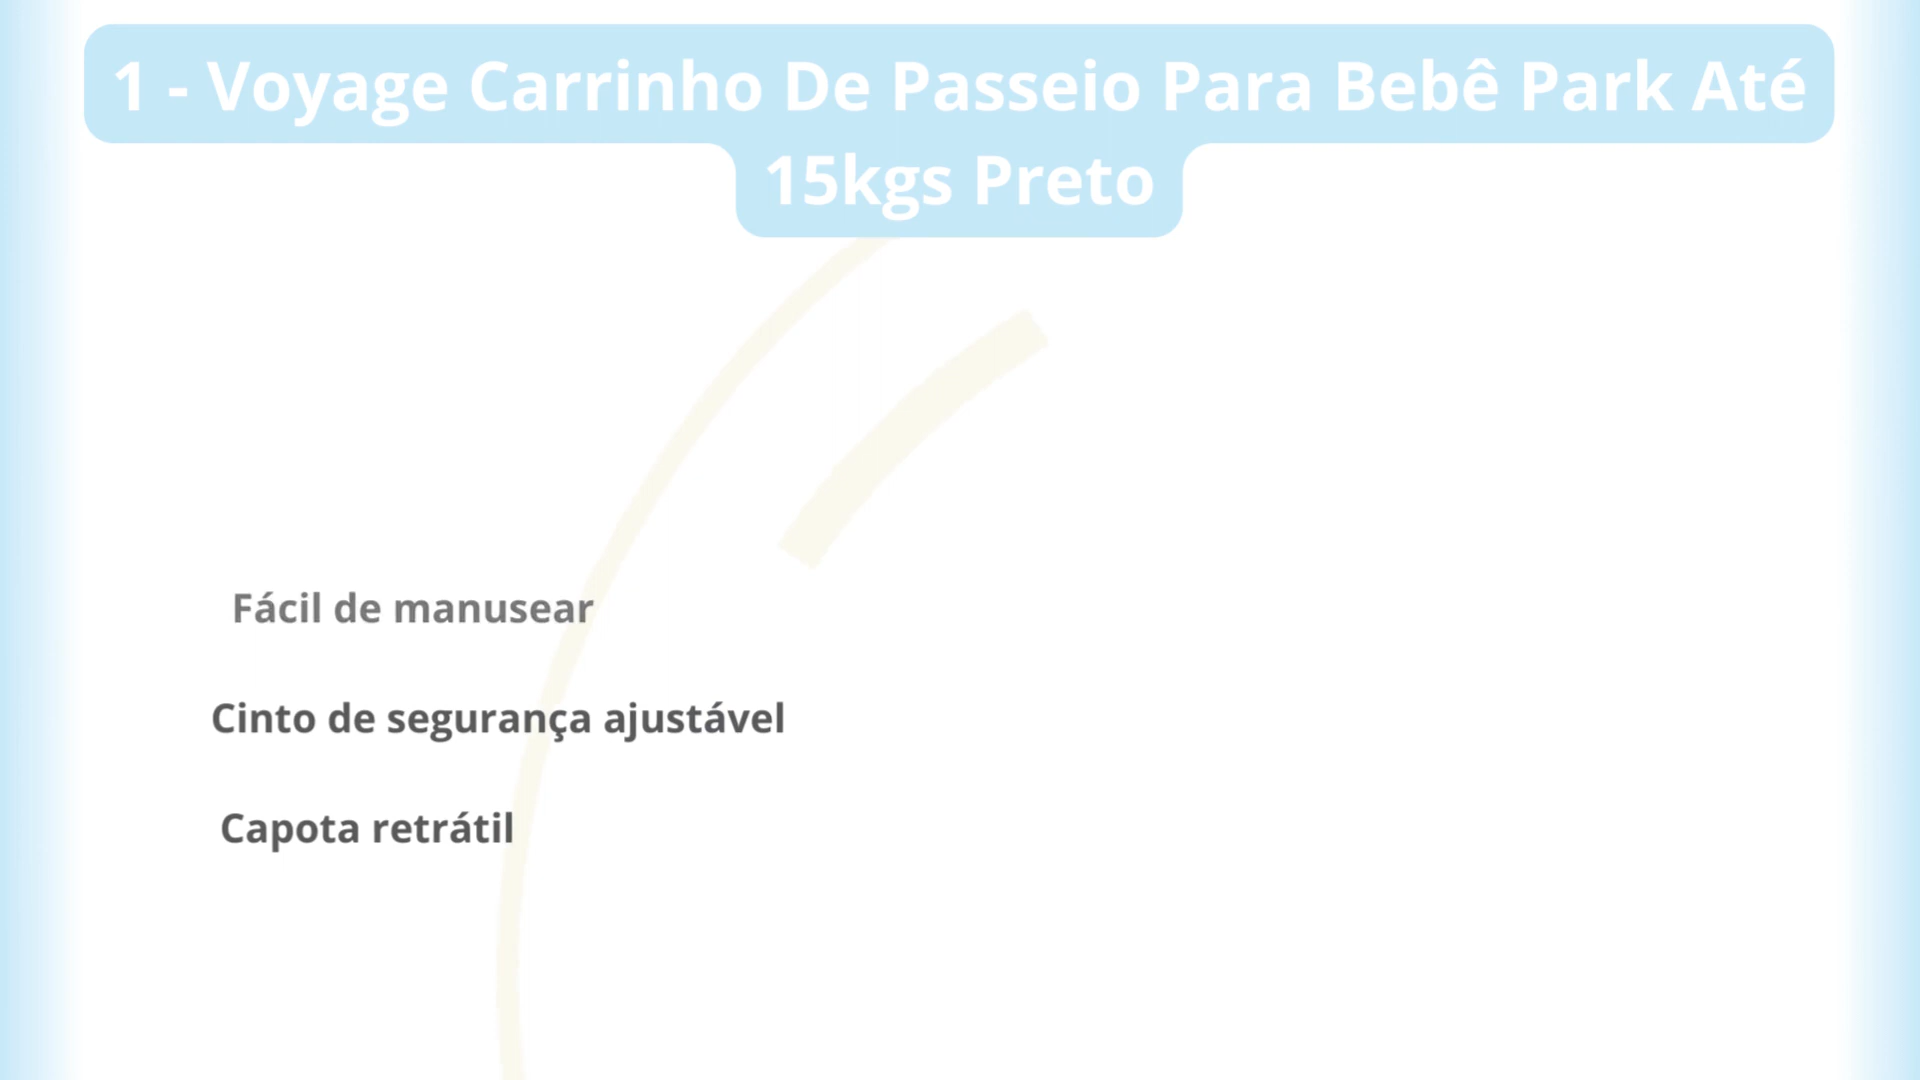 1 - Voyage Carrinho De Passeio Para Bebê Park Até
15kgs Preto
Fácil de manusear
Cinto de segurança ajustável
Capota retrátil